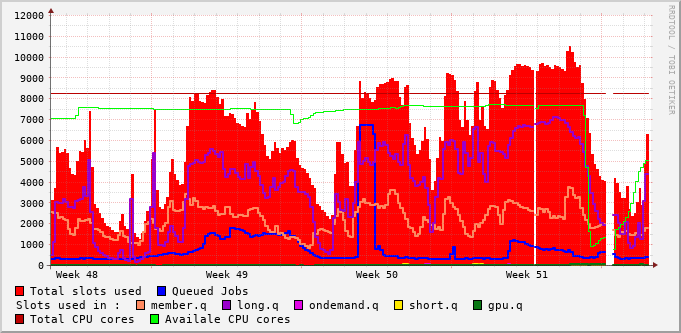 RRDTOOL / TOBI OETIKER
12000
11000
10000
9000
8000
7000
6000
5000
4000
3000
2000
1000
0
Week 48 Week 49 Week 50 Week 51
Total slots used Queued Jobs
Slots used in : member.q long.q ondemand.q short.q gpu.q
Total CPU cores Availale CPU cores